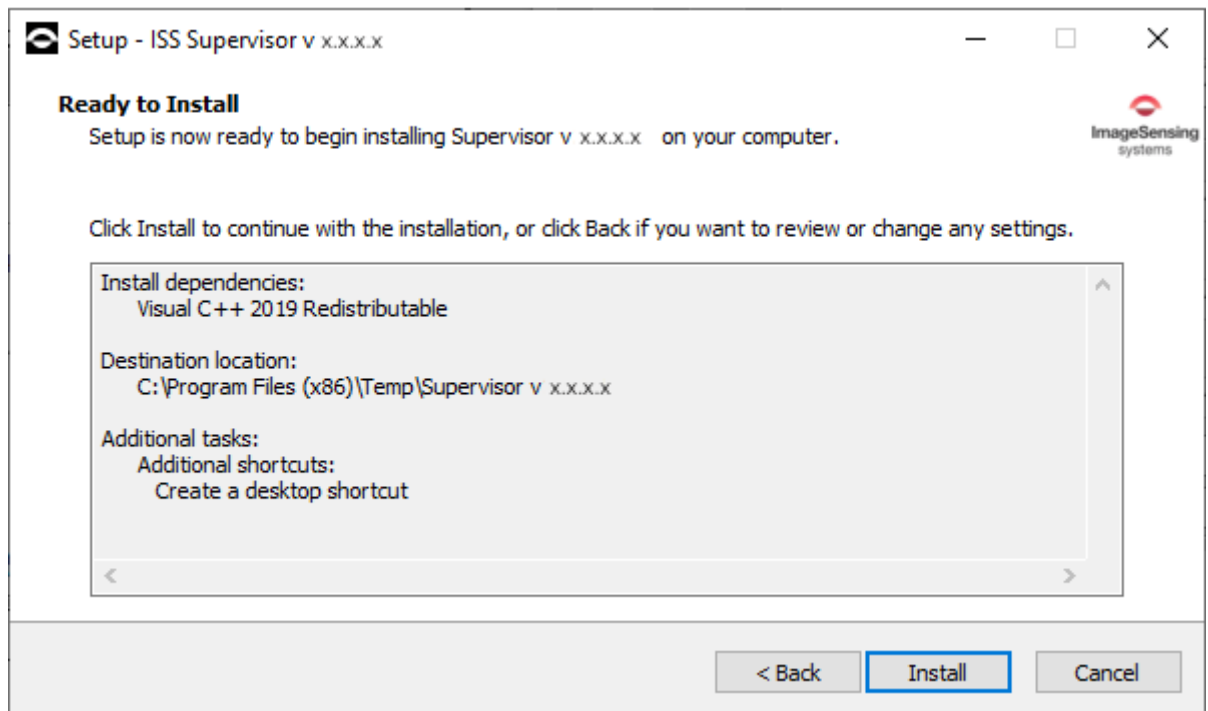 Setup - ISS Supervisor v x.x.x.x
Ready to Install
Setup is now ready to begin installing Supervisor v x.x.x.x on your computer.
ImageSensing
systems
Click Install to continue with the installation, or click Back if you want to review or change any settings.
Install dependencies:
Visual C++ 2019 Redistributable
Destination location:
C:\Program Files (x86)\Temp\Supervisor v x.x.x.x
Additional tasks:
Additional shortcuts:
Create a desktop shortcut
< Back
Install
Cancel